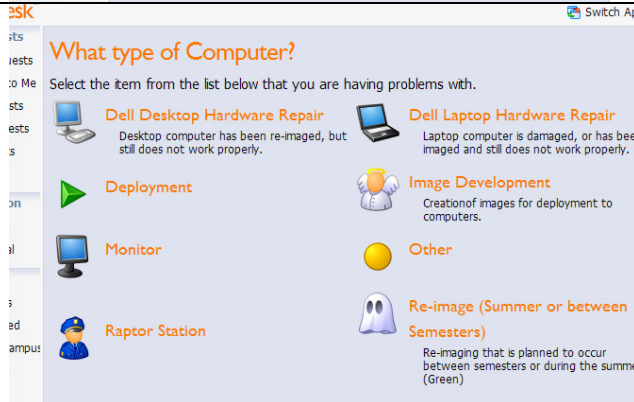 esk
Switch Ap
sts
uests
to Me
sts
ests
s
on
al
s
ed
ampus
What type of Computer?
Select the item from the list below that you are having problems with.
Dell Desktop Hardware Repair
Desktop computer has been re-imaged, but
still does not work properly.
Dell Laptop Hardware Repair
Laptop computer is damaged, or has bee
imaged and still does not work properly.
Deployment
Image Development
Creationof images for deployment to
computers.
Monitor
Other
Raptor Station
Re-image (Summer or between
Semesters)
Re-imaging that is planned to occur
between semesters or during the summe
(Green)